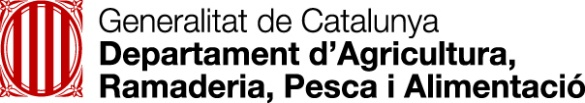 Generalitat de Catalunya
Departament d'Agricultura,
Ramaderia, Pesca i Alimentació